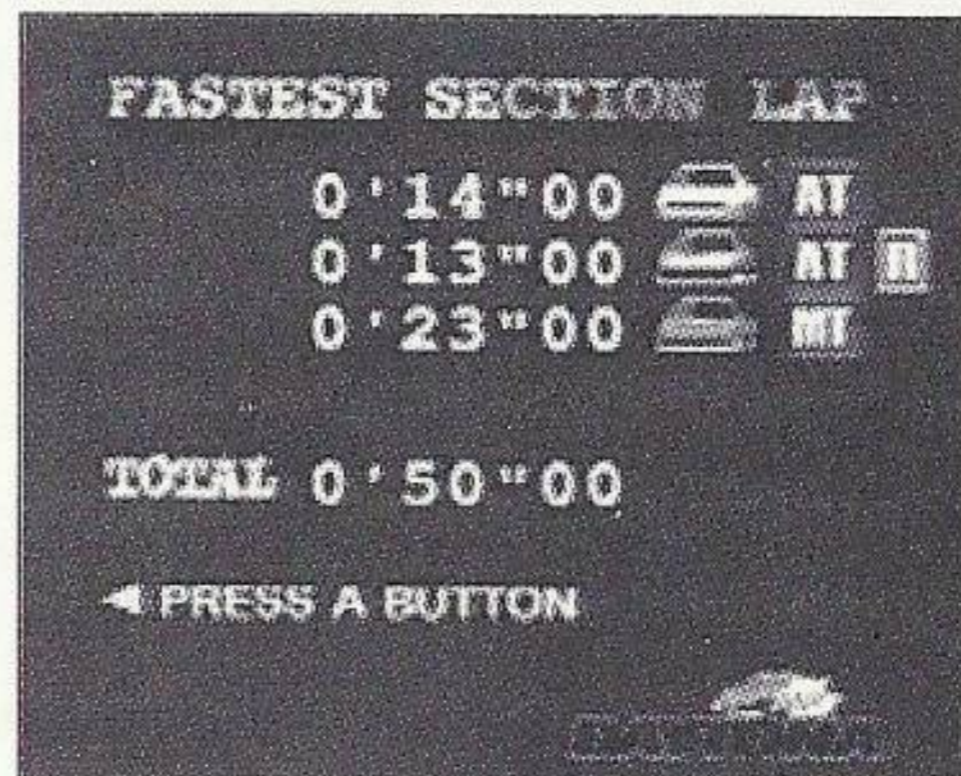 FASTEST SECTION LAP
0'14"00 AT
0'13"00 AT R
0'23"00 MT
TOTAL 0'50"00
◀ PRESS A BUTTON